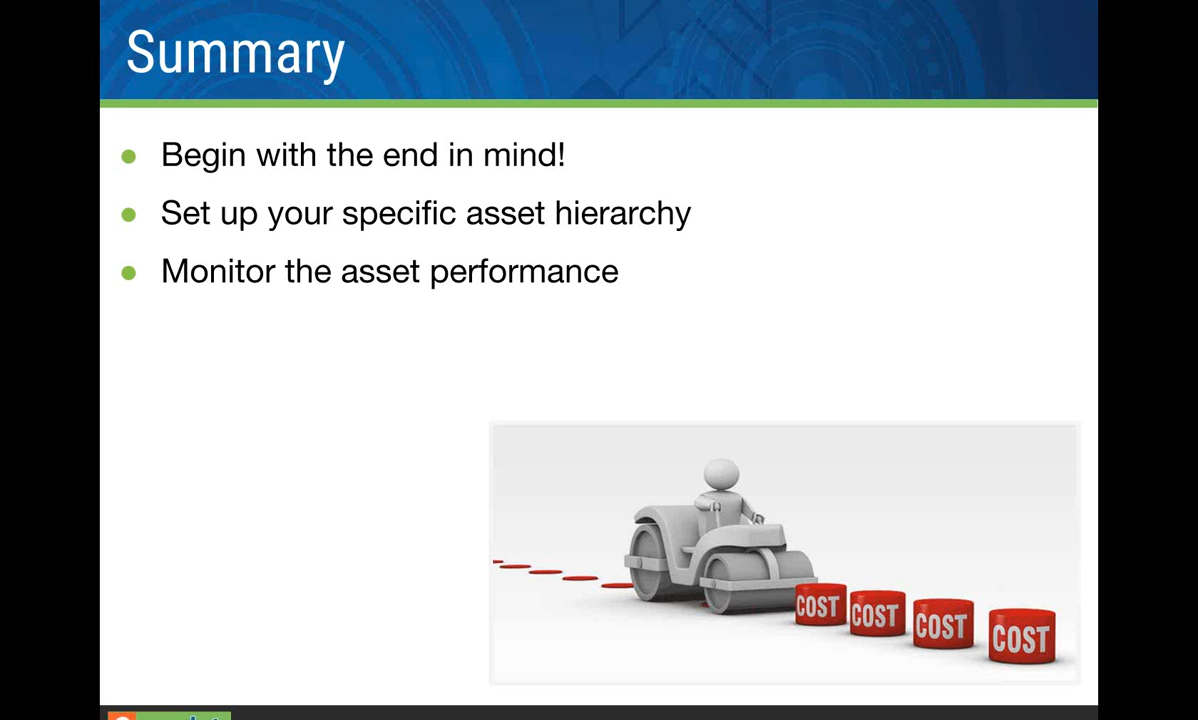 Summary
Begin with the end in mind!
Set up your specific asset hierarchy
Monitor the asset performance
COST
COST
COST
COST